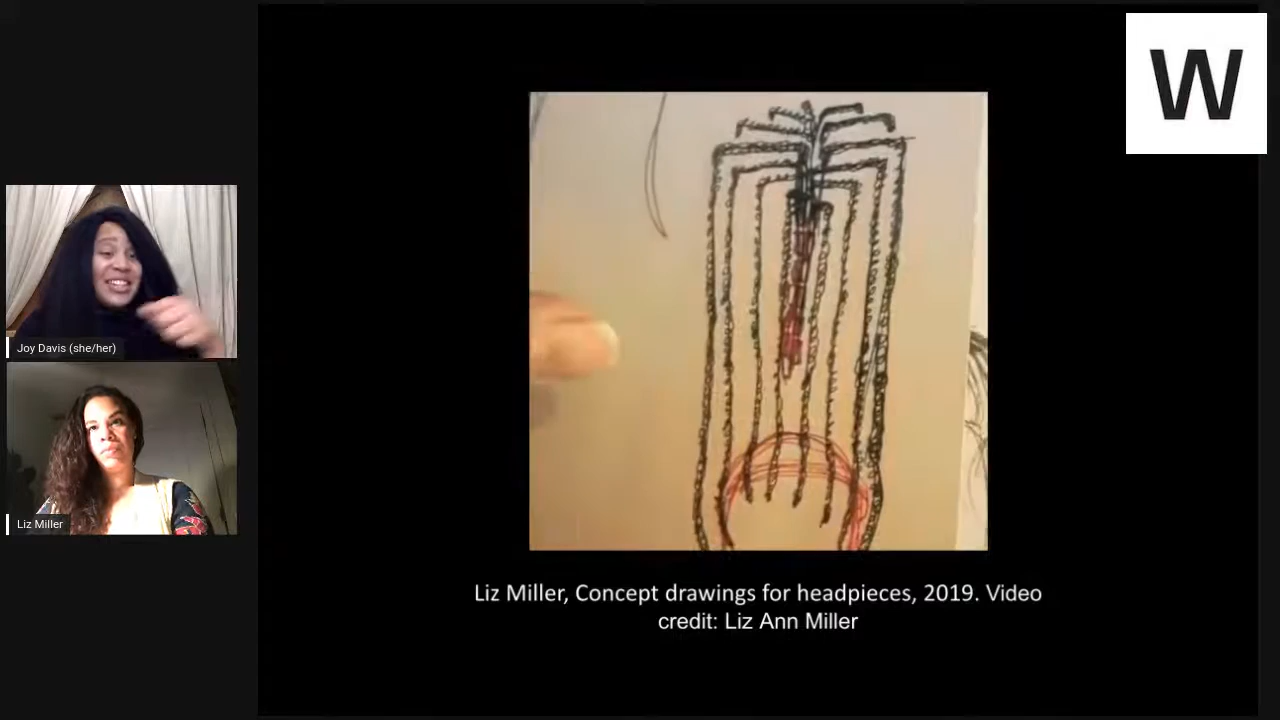 W
Joy Davis (she/her)
Liz Miller
Liz Miller, Concept drawings for headpieces, 2019. Video
credit: Liz Ann Miller